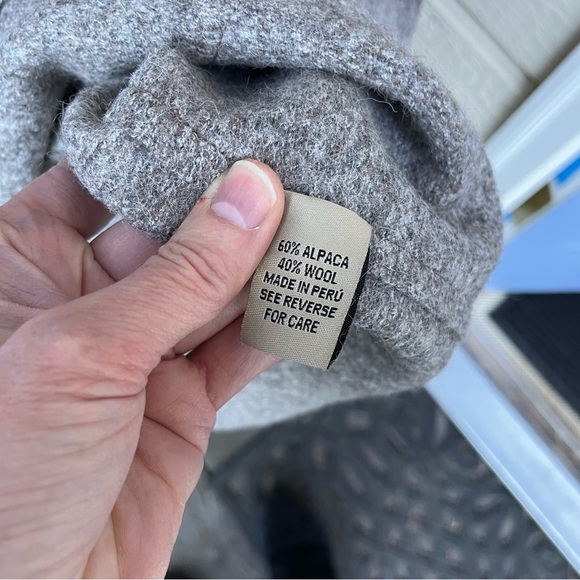 60% ALPACA
40% WOOL
MADE IN PERÚ
SEE REVERSE
FOR CARE